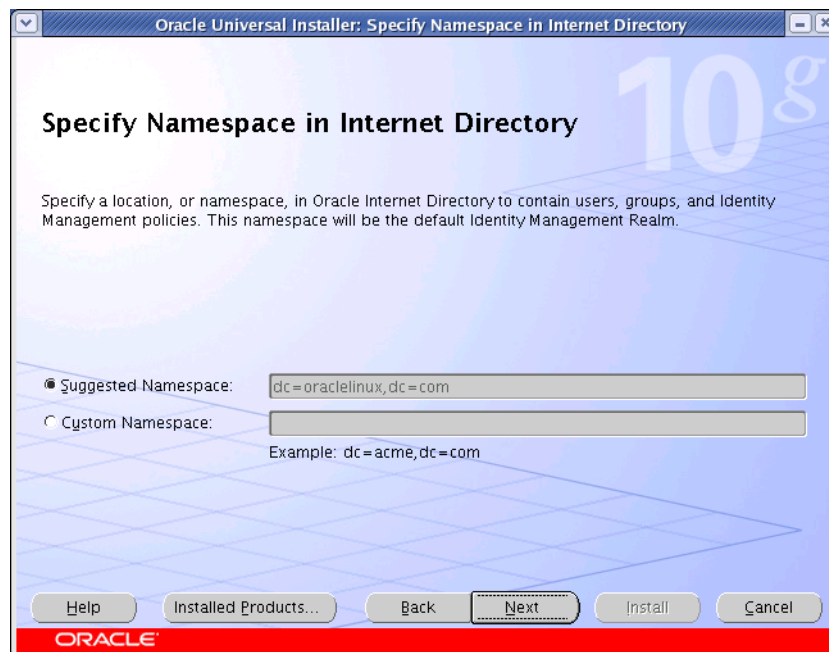 Oracle Universal Installer: Specify Namespace in Internet Directory
10g
Specify Namespace in Internet Directory
Specify a location, or namespace, in Oracle Internet Directory to contain users, groups, and Identity
Management policies. This namespace will be the default Identity Management Realm.
Suggested Namespace: dc=oraclelinux,dc=com
Custom Namespace:
Example: dc=acme,dc=com
Help Installed Products... Back Next Install Cancel
ORACLE